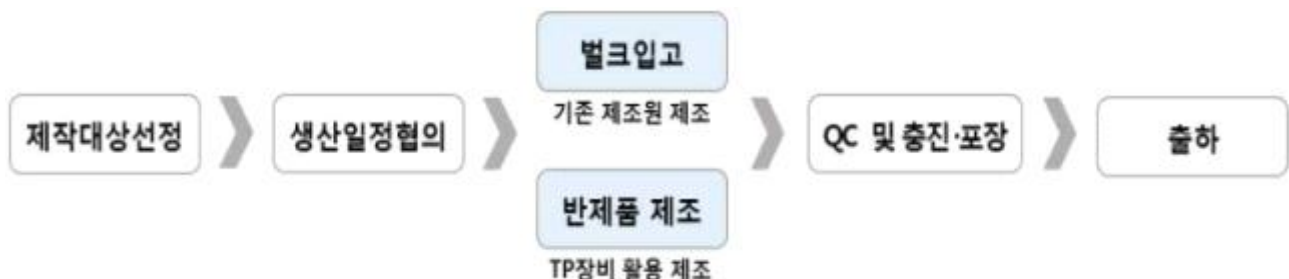 제작대상선정
생산일정협의
벌크입고
기존 제조원 제조
반제품 제조
TP장비 활용 제조
QC 및 충진·포장
출하